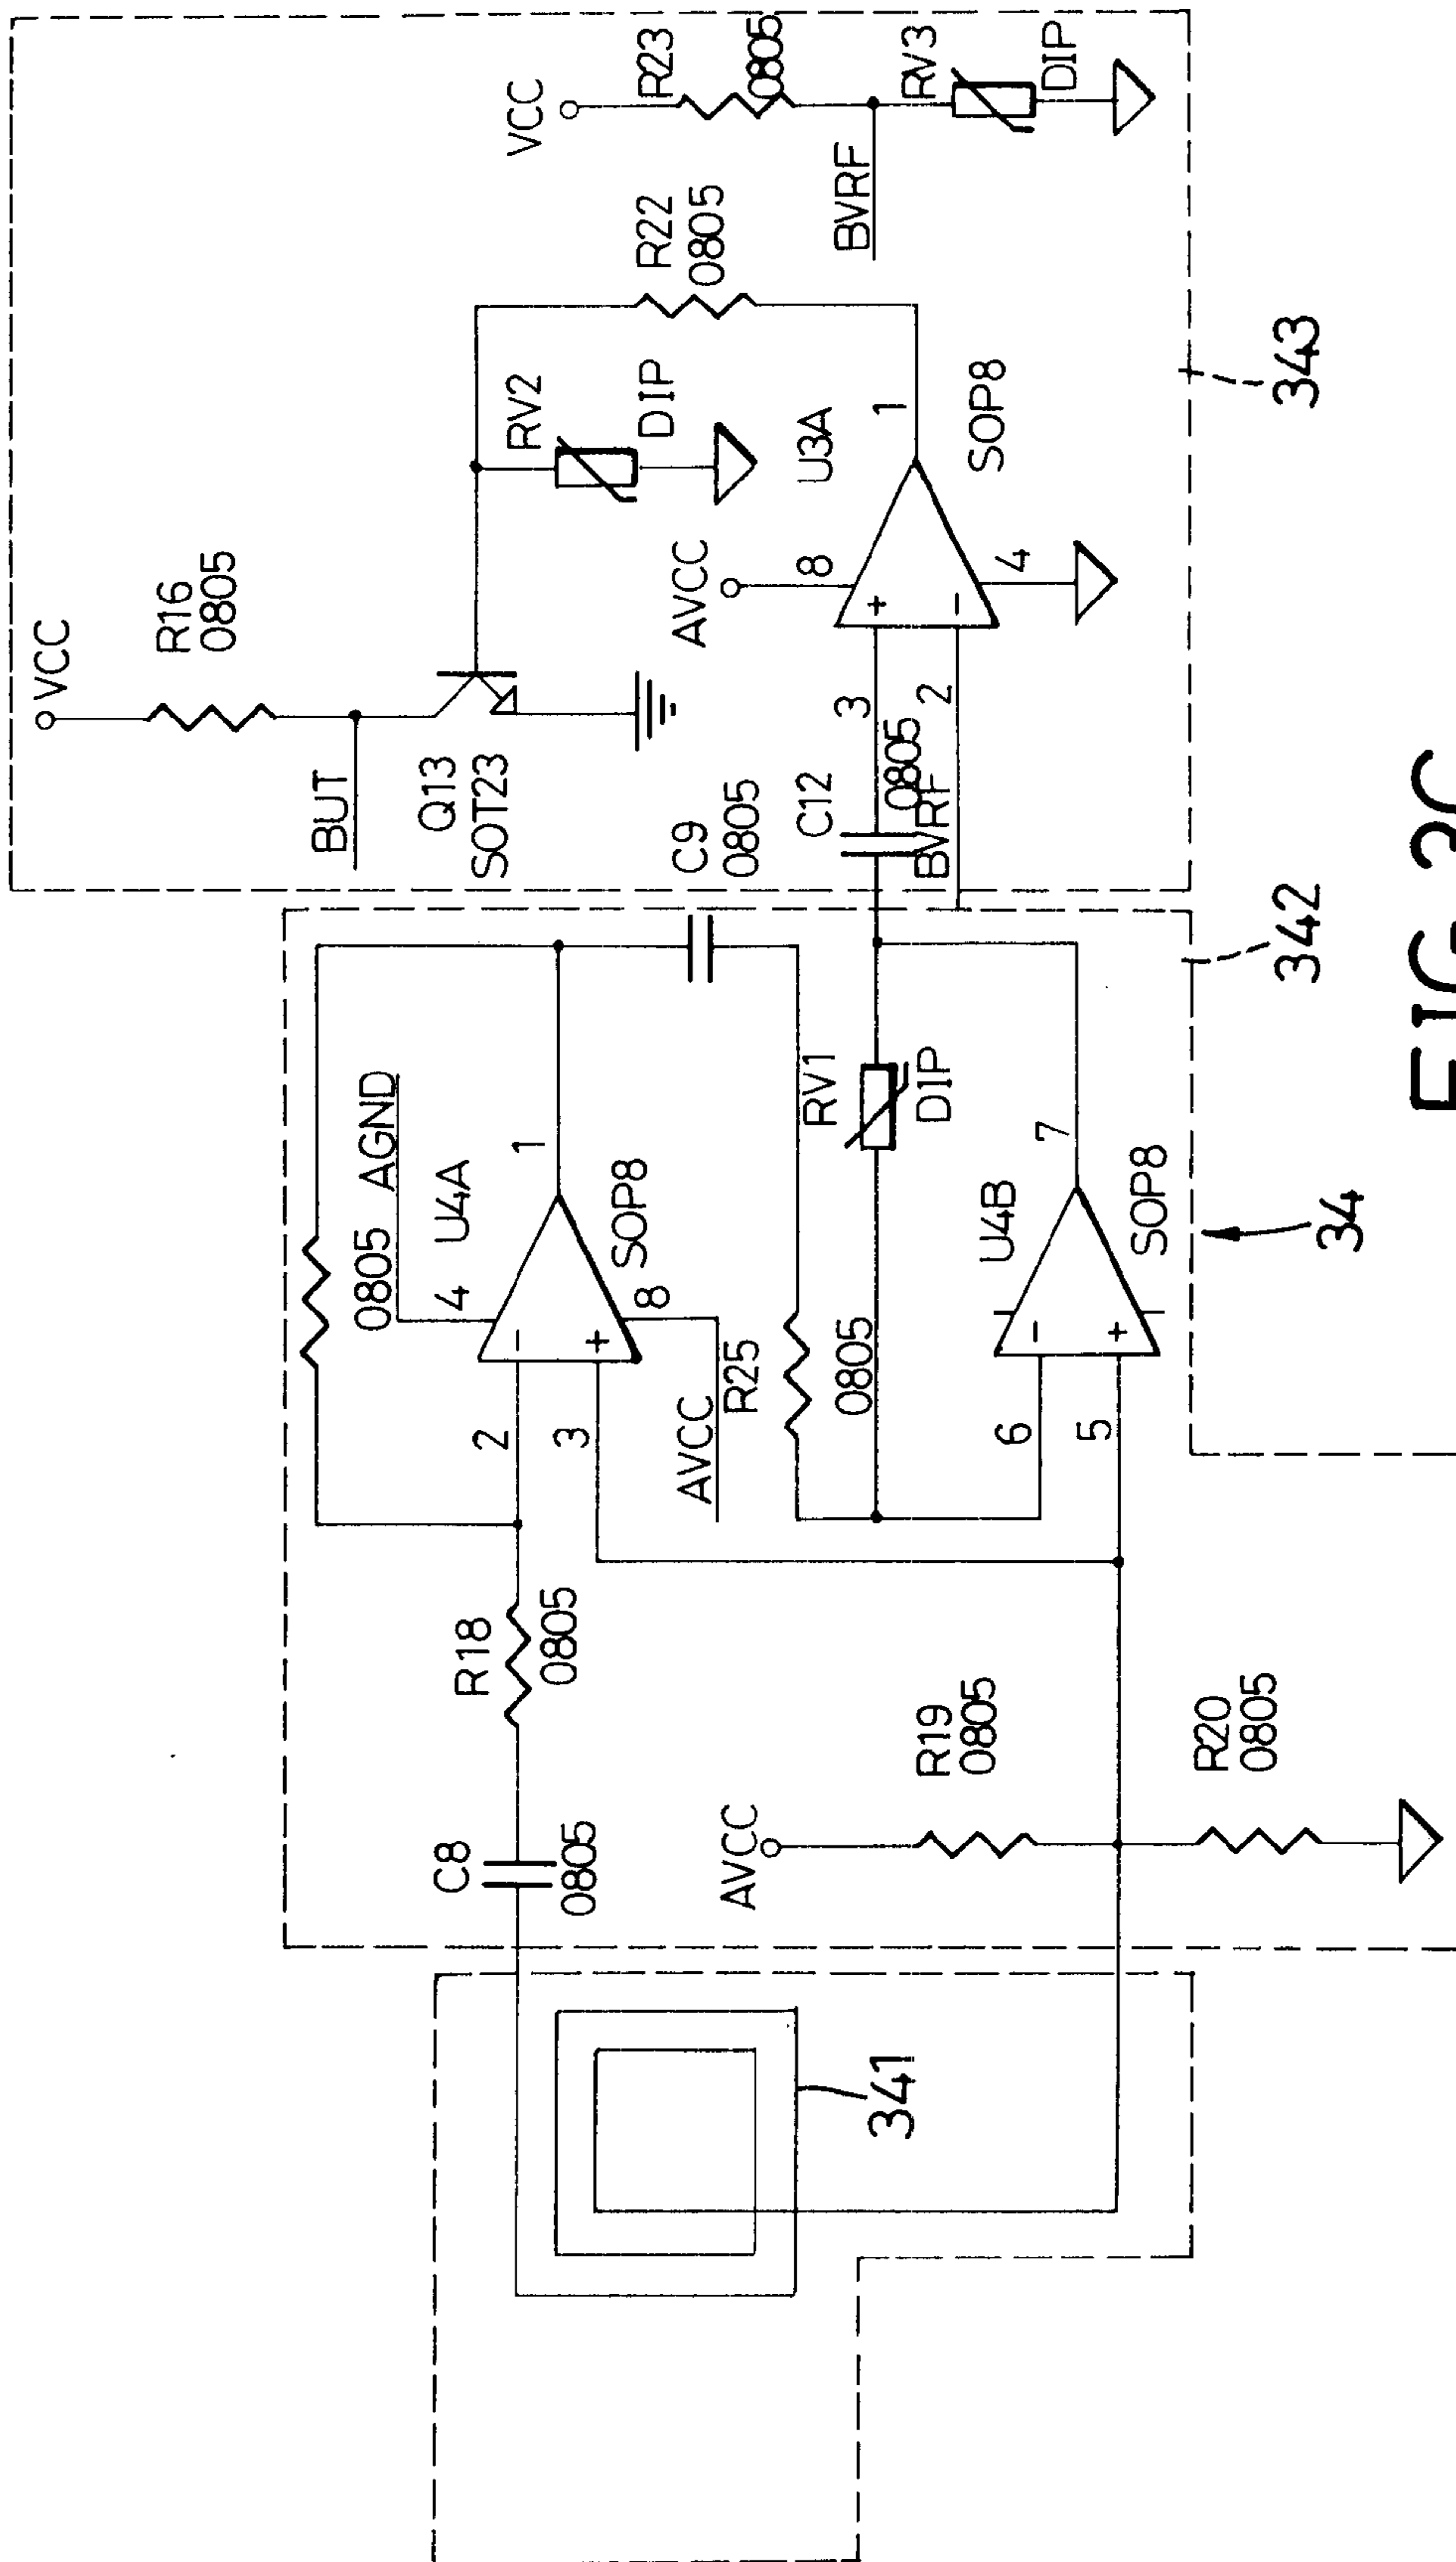 VCC
R16
0805
BUT
Q13
SOT23
VCC
R23
0805
BVRF
RV3
DIP
R22
0805
RV2
DIP
AVCC
8
U3A
3
+
2
−
1
4
SOP8
C12
0805
BVRF
C9
0805
343
0805
AGND
4
U4A
2
−
3
+
1
8
SOP8
AVCC
R25
0805
RV1
DIP
U4B
6
−
5
+
7
SOP8
R18
0805
C8
0805
AVCC
R19
0805
R20
0805
342
34
341